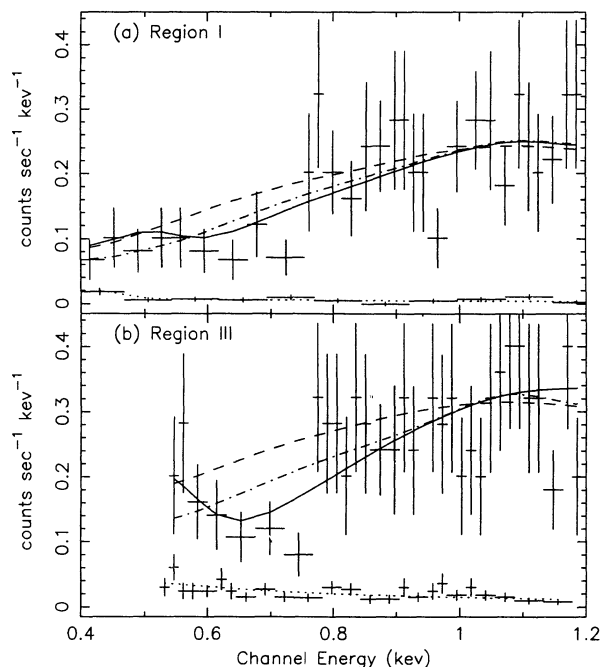 (a) Region I
0.4
0.3
0.2
0.1
0
counts sec⁻¹ kev⁻¹
(b) Region III
0.4
0.3
0.2
0.1
0
counts sec⁻¹ kev⁻¹
0.4 0.6 0.8 1 1.2
Channel Energy (kev)